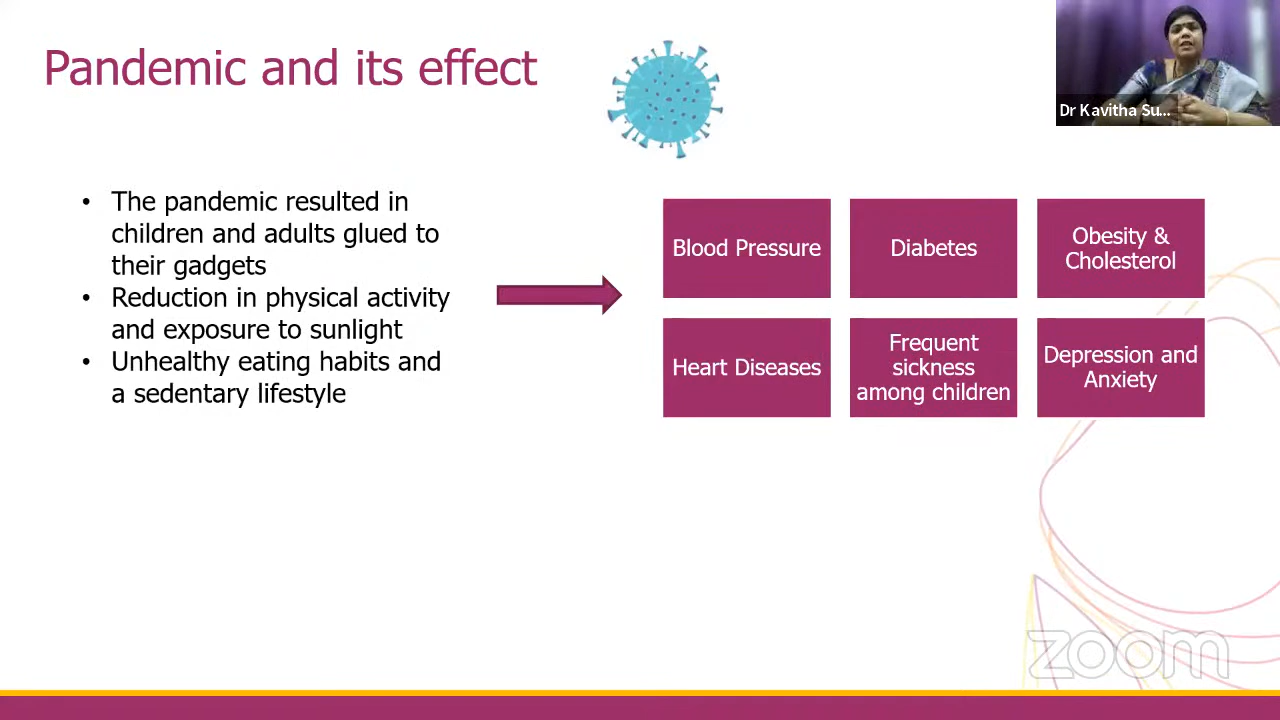 Pandemic and its effect
Dr Kavitha Su...
• The pandemic resulted in
children and adults glued to
their gadgets
• Reduction in physical activity
and exposure to sunlight
• Unhealthy eating habits and
a sedentary lifestyle
Blood Pressure
Diabetes
Obesity &
Cholesterol
Heart Diseases
Frequent
sickness
among children
Depression and
Anxiety
zoom